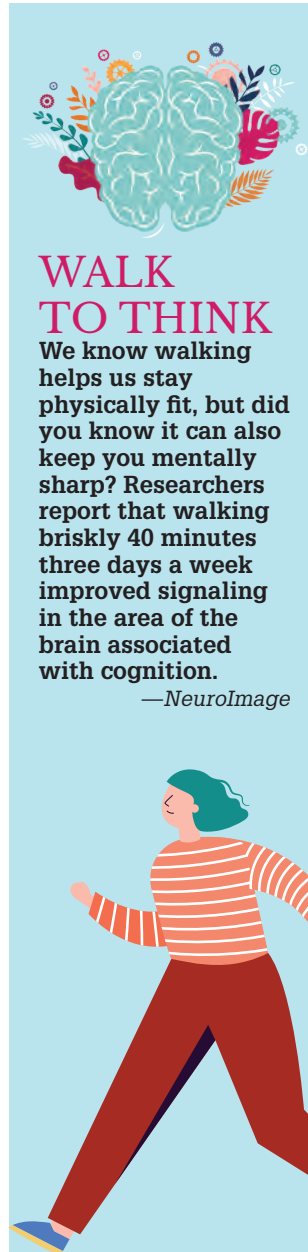 WALK
TO THINK
We know walking
helps us stay
physically fit, but did
you know it can also
keep you mentally
sharp? Researchers
report that walking
briskly 40 minutes
three days a week
improved signaling
in the area of the
brain associated
with cognition.
—NeuroImage